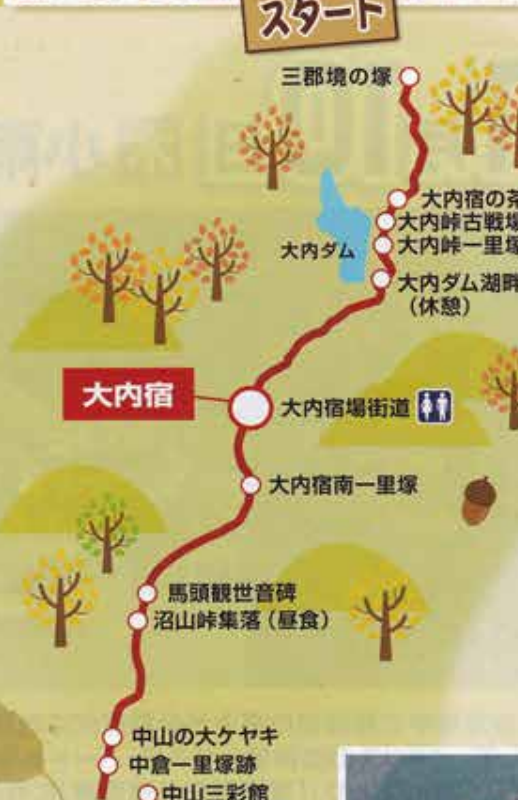 スタート
三郡境の塚
大内宿の茶
大内峠古戦場
大内ダム
大内峠一里塚
大内ダム湖畔
（休憩）
大内宿
大内宿場街道
大内宿南一里塚
馬頭観世音碑
沼山峠集落（昼食）
中山の大ケヤキ
中倉一里塚跡
中山三彩館